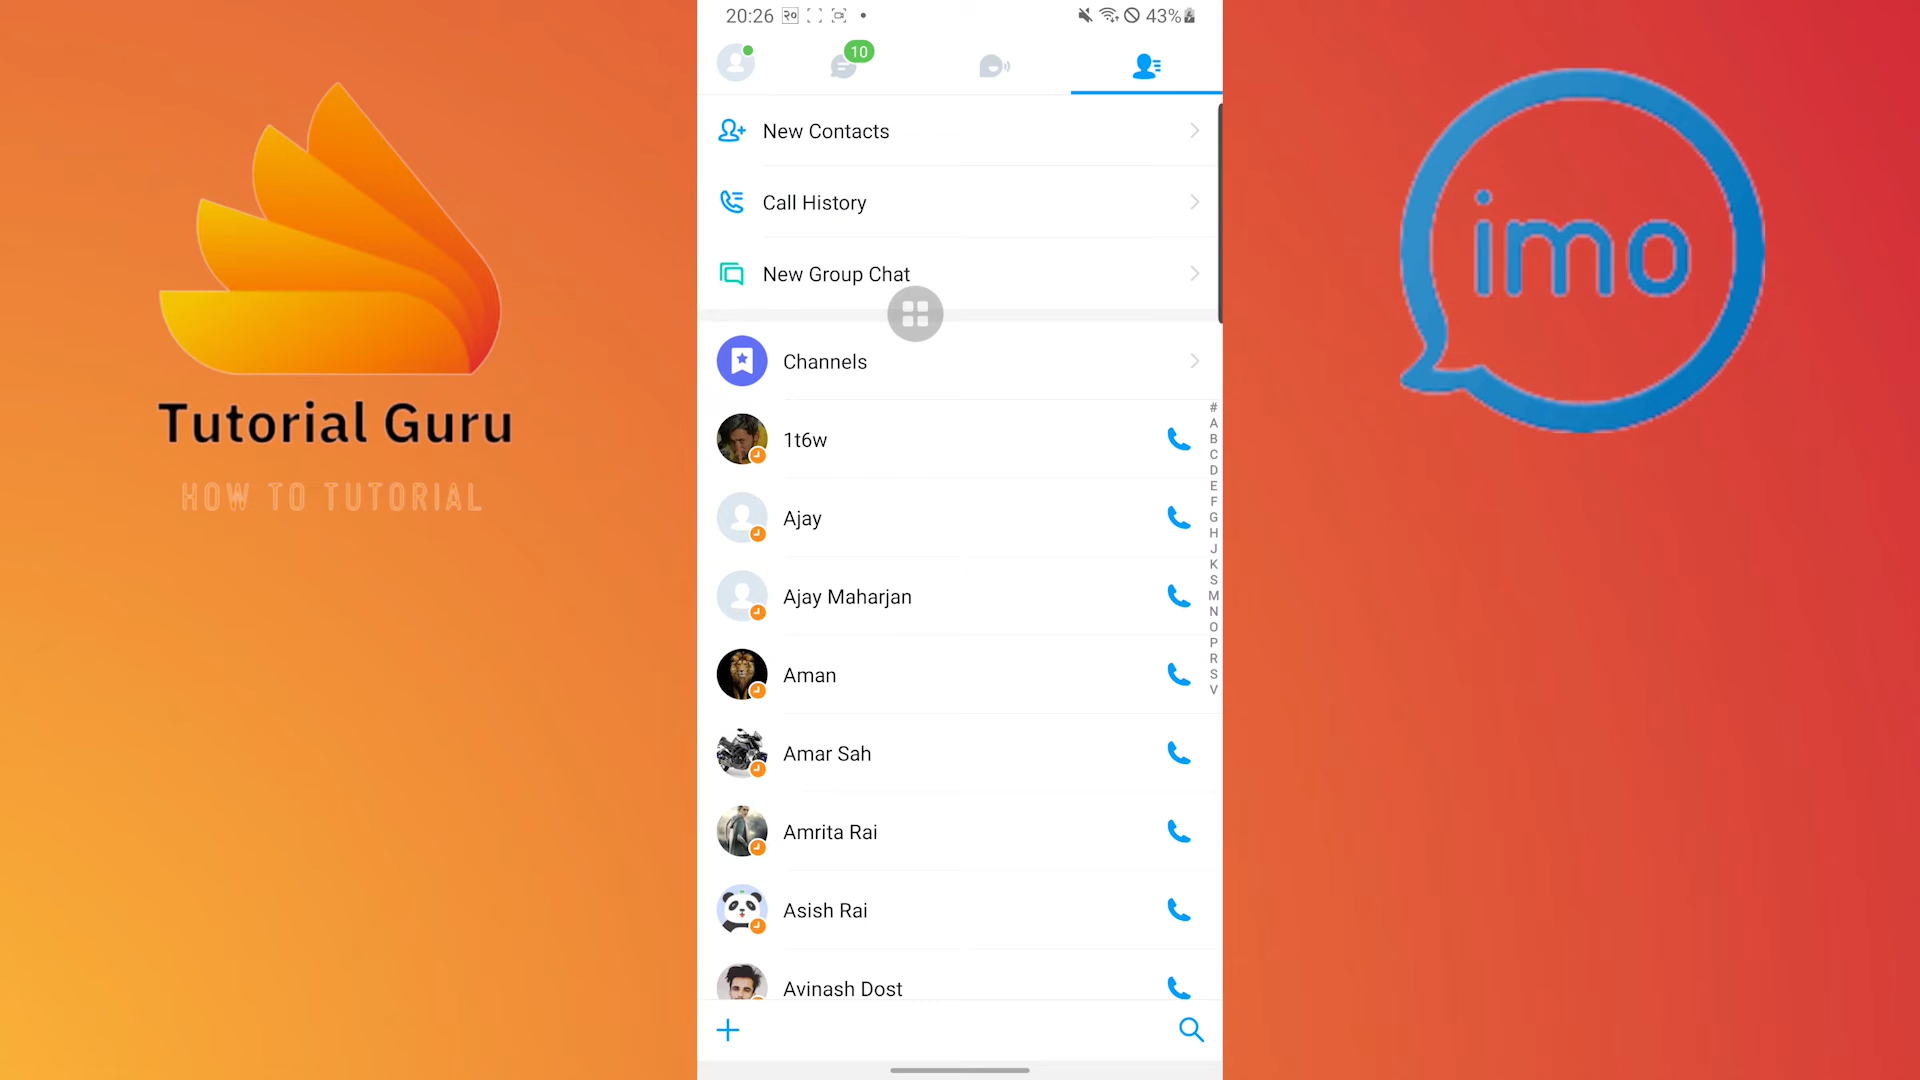 20:26 २० 43%
10
New Contacts
Call History
New Group Chat
Channels
1t6w
Ajay
Ajay Maharjan
Aman
Amar Sah
Amrita Rai
Asish Rai
Avinash Dost
#
A
B
C
D
E
F
G
H
J
K
S
M
N
O
P
R
S
V
Tutorial Guru
HOW TO TUTORIAL
imo